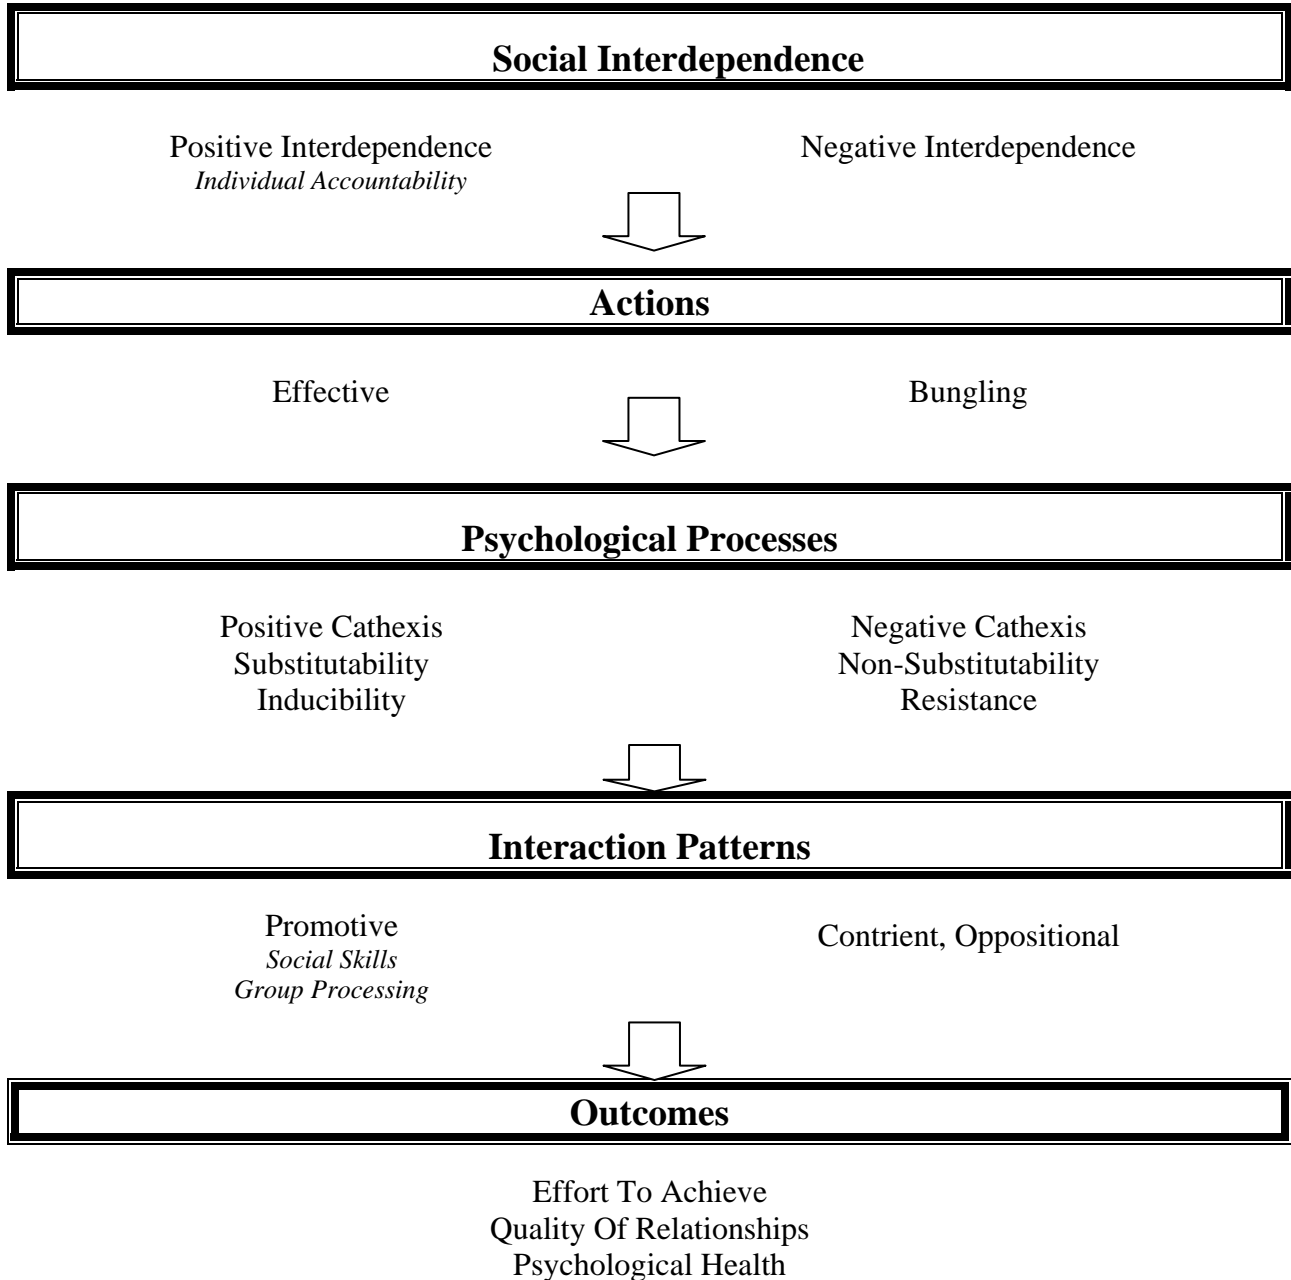 Social Interdependence
Positive Interdependence
Individual Accountability
Negative Interdependence
Actions
Effective
Bungling
Psychological Processes
Positive Cathexis
Substitutability
Inducibility
Negative Cathexis
Non-Substitutability
Resistance
Interaction Patterns
Promotive
Social Skills
Group Processing
Contrient, Oppositional
Outcomes
Effort To Achieve
Quality Of Relationships
Psychological Health